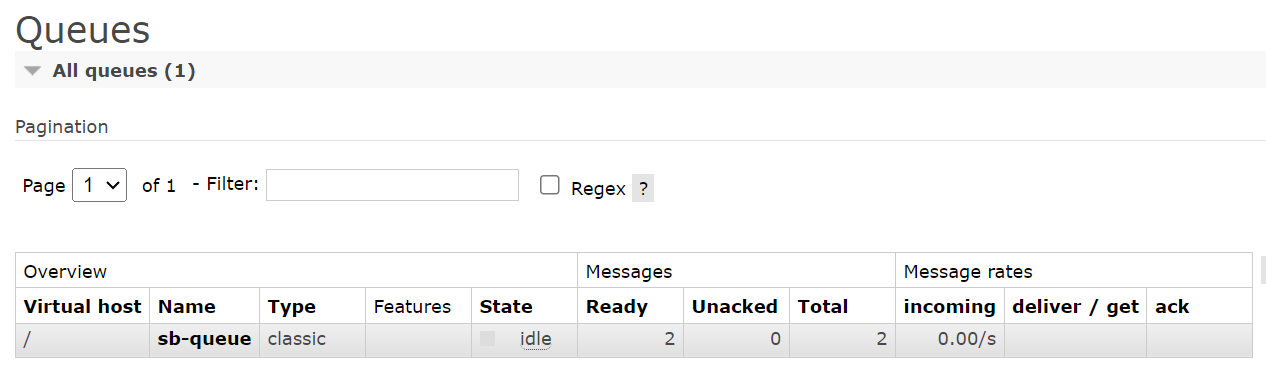 Queues
All queues (1)
Pagination
Page 1 of 1 - Filter: Regex ?
Overview Messages Message rates
Virtual host Name Type Features State Ready Unacked Total incoming deliver / get ack
/ sb-queue classic idle 2 0 2 0.00/s